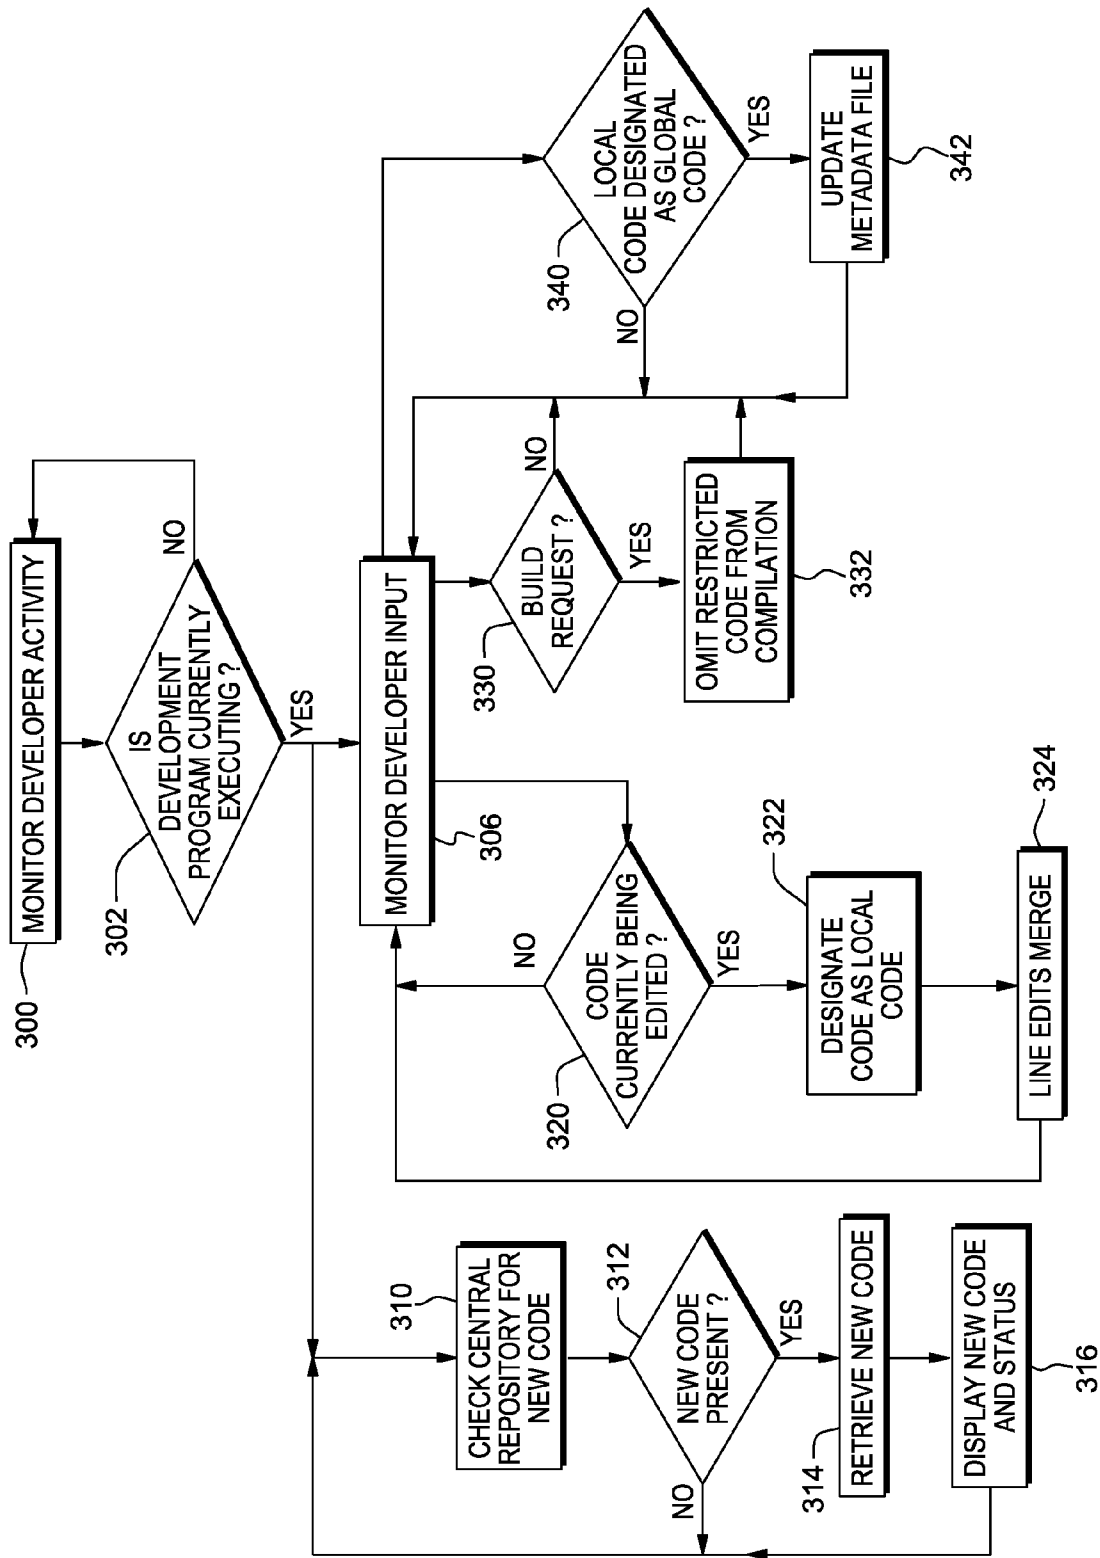 300
MONITOR DEVELOPER ACTIVITY
302
IS
DEVELOPMENT
PROGRAM CURRENTLY
EXECUTING ?
NO
YES
MONITOR DEVELOPER INPUT
306
310
CHECK CENTRAL
REPOSITORY FOR
NEW CODE
312
NEW CODE
PRESENT ?
NO
YES
314
RETRIEVE NEW CODE
DISPLAY NEW CODE
AND STATUS
316
320
CODE
CURRENTLY BEING
EDITED ?
NO
YES
322
DESIGNATE
CODE AS LOCAL
CODE
324
LINE EDITS MERGE
330
BUILD
REQUEST ?
NO
YES
OMIT RESTRICTED
CODE FROM
COMPILATION
332
340
LOCAL
CODE DESIGNATED
AS GLOBAL
CODE ?
NO
YES
UPDATE
METADATA FILE
342